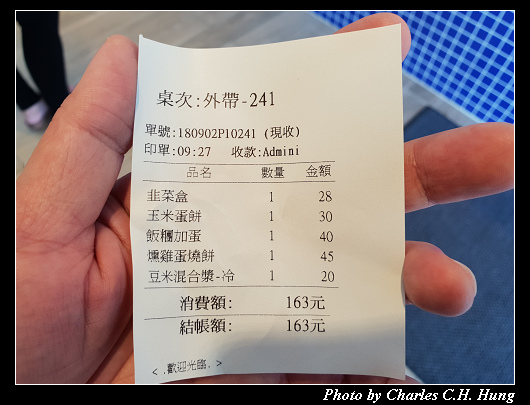 桌次:外帶-241
單號:180902P10241 (現收)
印單:09:27 收款:Admini
品名 數量 金額
韭菜盒 1 28
玉米蛋餅 1 30
飯糰加蛋 1 40
燻雞蛋燒餅 1 45
豆米混合漿-冷 1 20
消費額: 163元
結帳額: 163元
< .歡迎光臨. >
Photo by Charles C.H. Hung